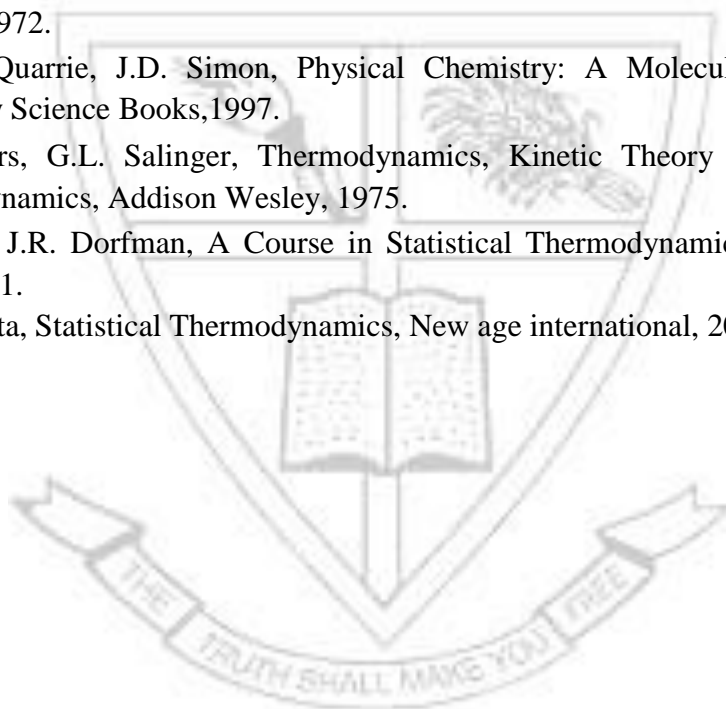 972.
Quarrie, J.D. Simon, Physical Chemistry: A Molecul
Science Books,1997.
rs, G.L. Salinger, Thermodynamics, Kinetic Theory
namics, Addison Wesley, 1975.
J.R. Dorfman, A Course in Statistical Thermodynamic
1.
ta, Statistical Thermodynamics, New age international, 20
THE TRUTH SHALL MAKE YOU FREE